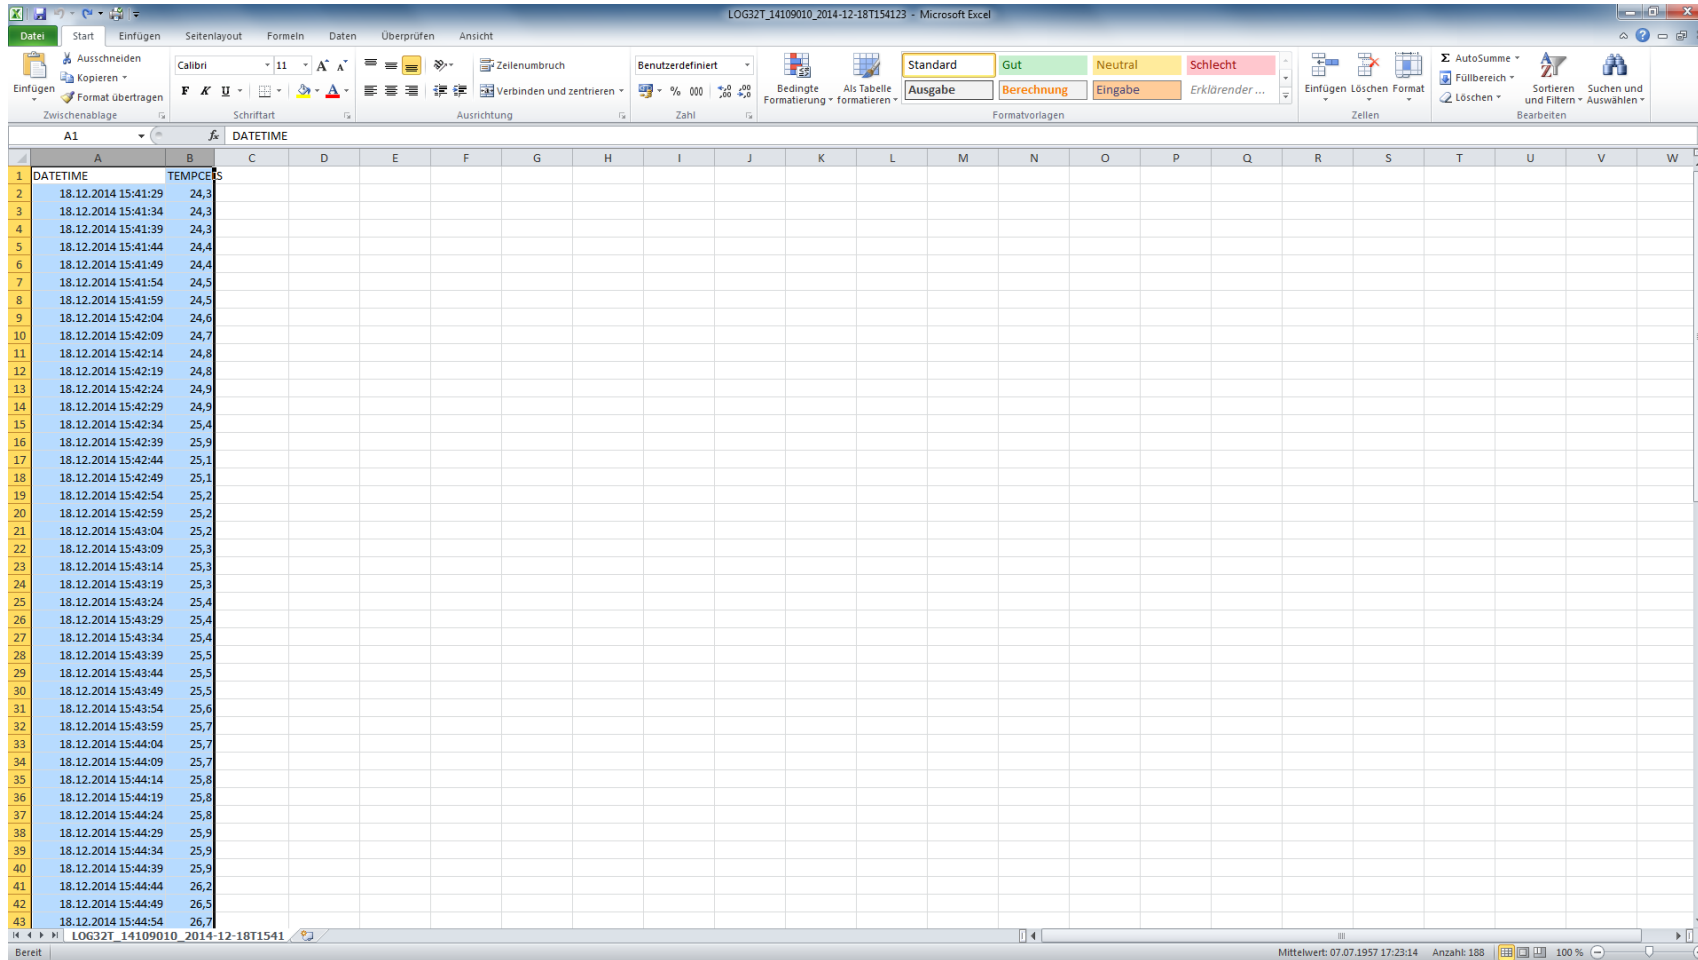 LOG32T_14109010_2014-12-18T154123 - Microsoft Excel
Datei Start Einfügen Seitenlayout Formeln Daten Überprüfen Ansicht
Ausschneiden Calibri 11 Zeilenumbruch Benutzerdefiniert Standard Gut Neutral Schlecht Σ AutoSumme
Kopieren Füllbereich
Einfügen Format übertragen F K U A Verbinden und zentrieren % 000 Bedingte Formatierung Als Tabelle formatieren Ausgabe Berechnung Eingabe Erklärender ... Einfügen Löschen Format Löschen Sortieren und Filtern Suchen und Auswählen
Zwischenablage Schriftart Ausrichtung Zahl Formatvorlagen Zellen Bearbeiten
A1 fx DATETIME
A B C D E F G H I J K L M N O P Q R S T U V W
1 DATETIME TEMPCE S
2 18.12.2014 15:41:29 24,3
3 18.12.2014 15:41:34 24,3
4 18.12.2014 15:41:39 24,3
5 18.12.2014 15:41:44 24,4
6 18.12.2014 15:41:49 24,4
7 18.12.2014 15:41:54 24,5
8 18.12.2014 15:41:59 24,5
9 18.12.2014 15:42:04 24,6
10 18.12.2014 15:42:09 24,7
11 18.12.2014 15:42:14 24,8
12 18.12.2014 15:42:19 24,8
13 18.12.2014 15:42:24 24,9
14 18.12.2014 15:42:29 24,9
15 18.12.2014 15:42:34 25,4
16 18.12.2014 15:42:39 25,9
17 18.12.2014 15:42:44 25,1
18 18.12.2014 15:42:49 25,1
19 18.12.2014 15:42:54 25,2
20 18.12.2014 15:42:59 25,2
21 18.12.2014 15:43:04 25,2
22 18.12.2014 15:43:09 25,3
23 18.12.2014 15:43:14 25,3
24 18.12.2014 15:43:19 25,3
25 18.12.2014 15:43:24 25,4
26 18.12.2014 15:43:29 25,4
27 18.12.2014 15:43:34 25,4
28 18.12.2014 15:43:39 25,5
29 18.12.2014 15:43:44 25,5
30 18.12.2014 15:43:49 25,5
31 18.12.2014 15:43:54 25,6
32 18.12.2014 15:43:59 25,7
33 18.12.2014 15:44:04 25,7
34 18.12.2014 15:44:09 25,7
35 18.12.2014 15:44:14 25,8
36 18.12.2014 15:44:19 25,8
37 18.12.2014 15:44:24 25,8
38 18.12.2014 15:44:29 25,9
39 18.12.2014 15:44:34 25,9
40 18.12.2014 15:44:39 25,9
41 18.12.2014 15:44:44 26,2
42 18.12.2014 15:44:49 26,5
43 18.12.2014 15:44:54 26,7
LOG32T_14109010_2014-12-18T1541
Bereit Mittelwert: 07.07.1957 17:23:14 Anzahl: 188 100 %